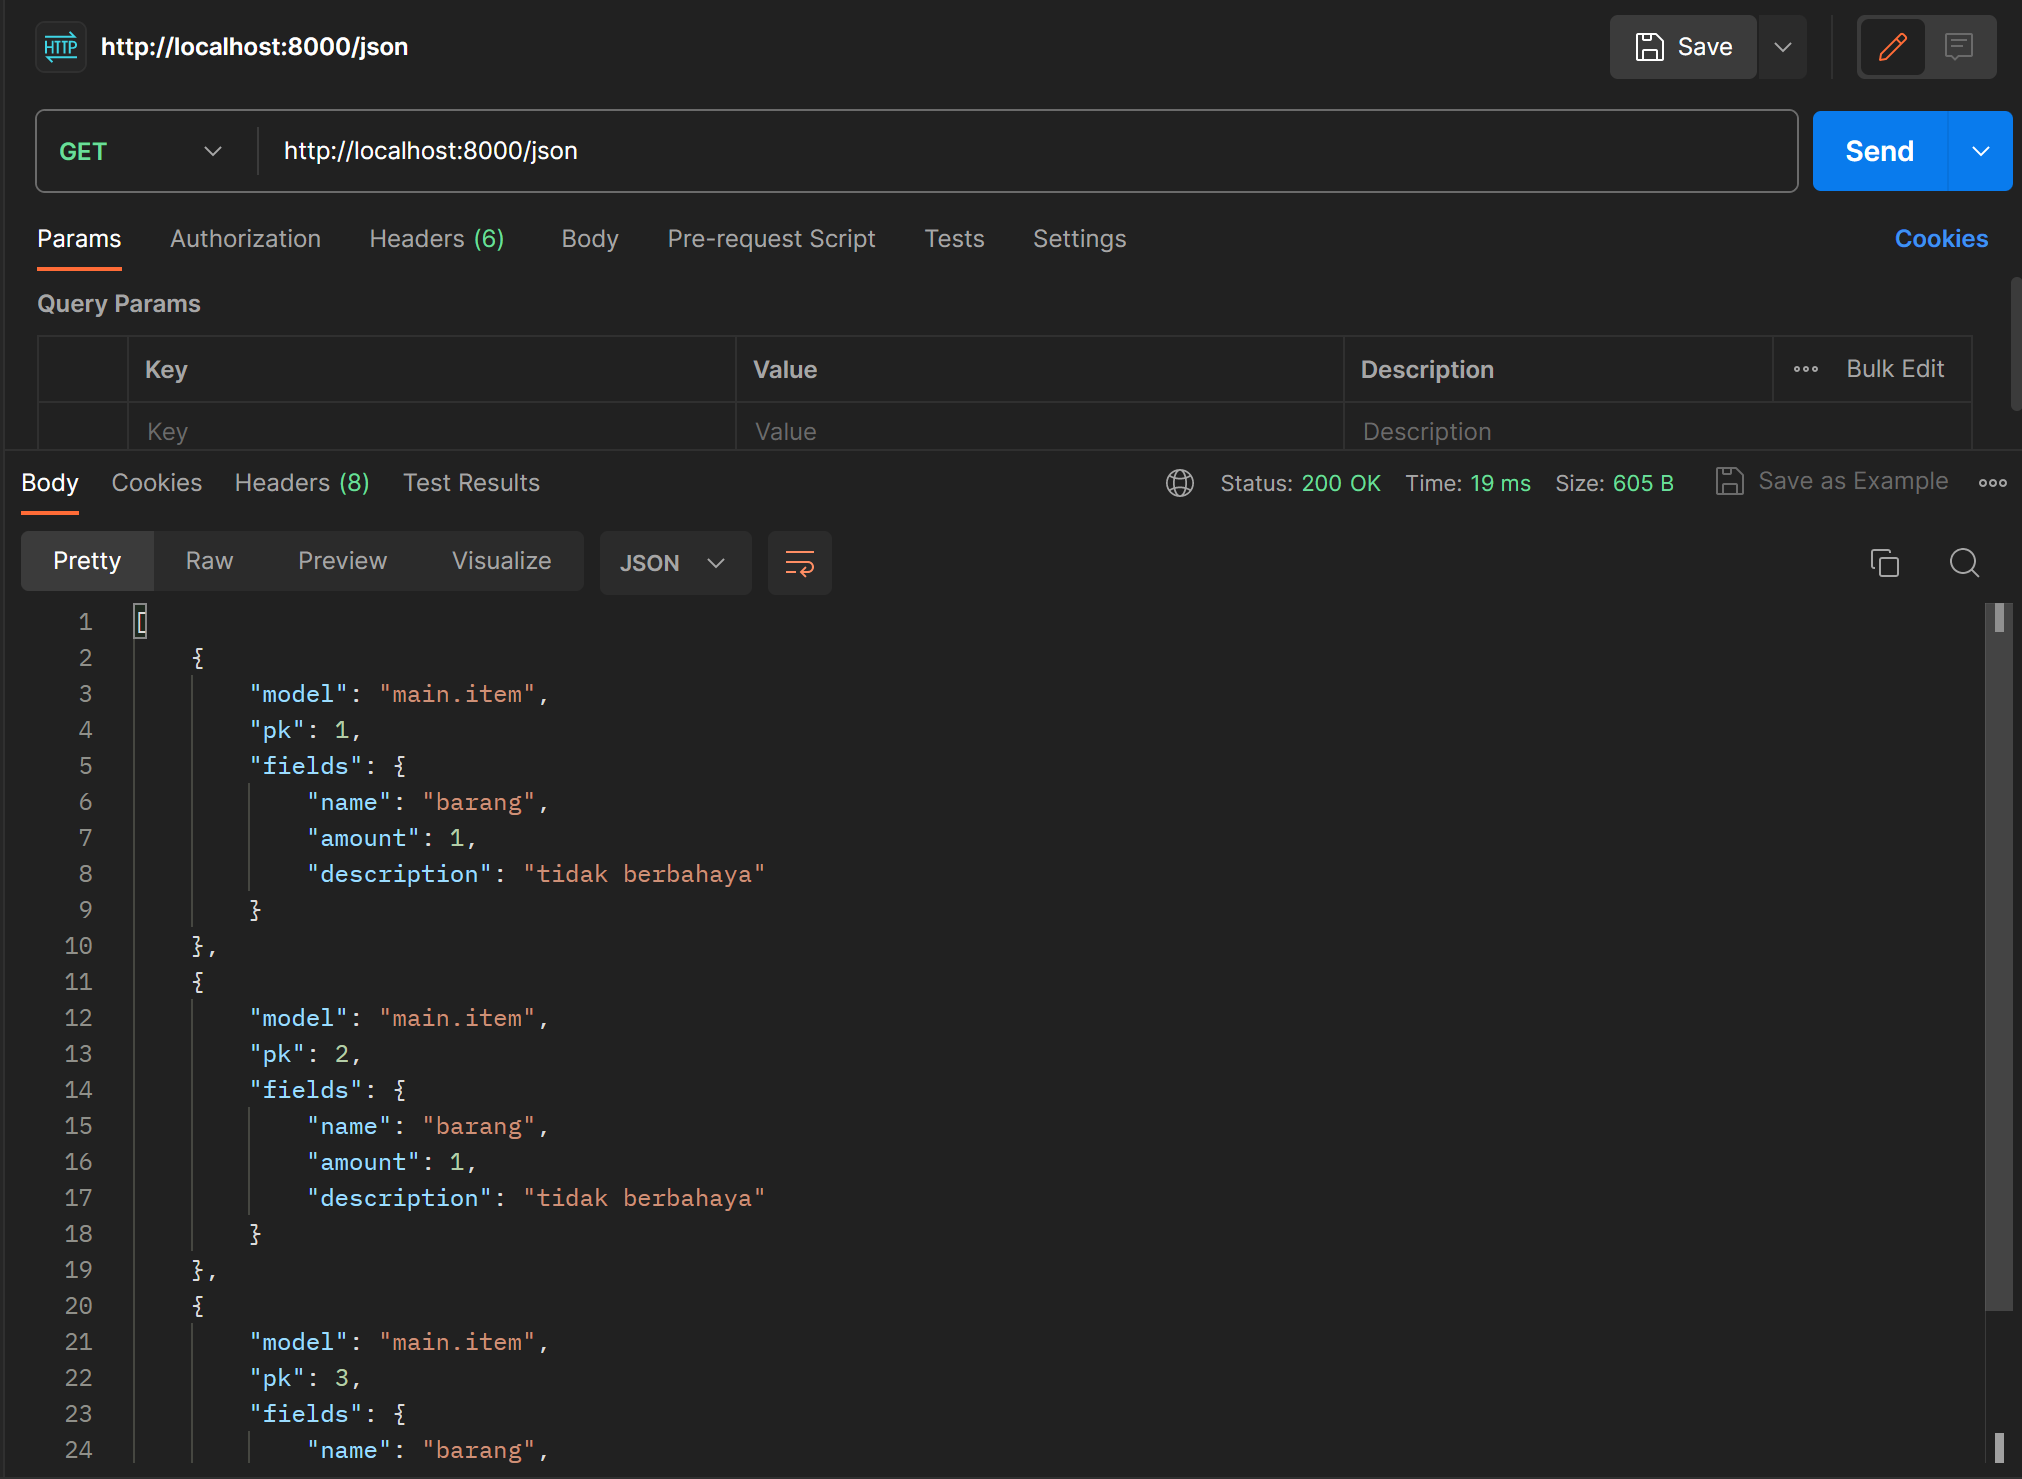 HTTP http://localhost:8000/json Save
GET http://localhost:8000/json Send
Params Authorization Headers (6) Body Pre-request Script Tests Settings Cookies
Query Params
Key Value Description Bulk Edit
Key Value Description
Body Cookies Headers (8) Test Results Status: 200 OK Time: 19 ms Size: 605 B Save as Example
Pretty Raw Preview Visualize JSON
1 [
2 {
3 "model": "main.item",
4 "pk": 1,
5 "fields": {
6 "name": "barang",
7 "amount": 1,
8 "description": "tidak berbahaya"
9 }
10 },
11 {
12 "model": "main.item",
13 "pk": 2,
14 "fields": {
15 "name": "barang",
16 "amount": 1,
17 "description": "tidak berbahaya"
18 }
19 },
20 {
21 "model": "main.item",
22 "pk": 3,
23 "fields": {
24 "name": "barang",